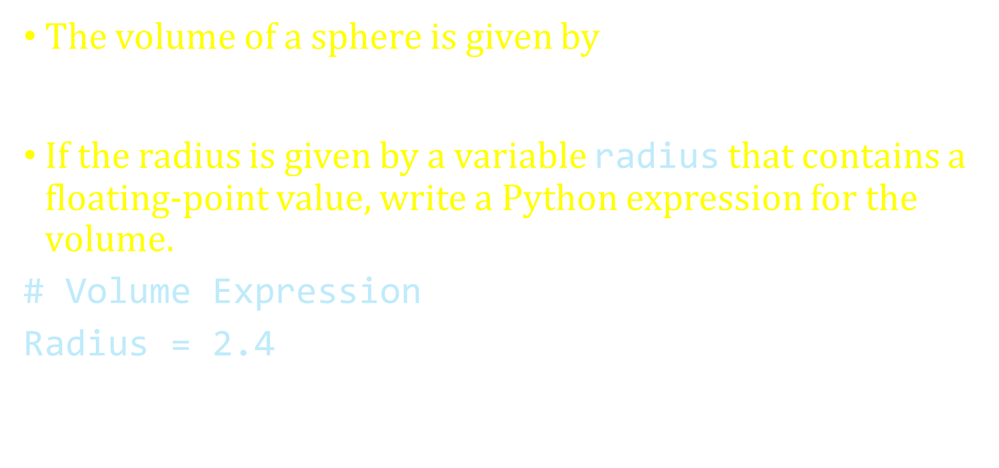 • The volume of a sphere is given by
• If the radius is given by a variable radius that contains a
floating-point value, write a Python expression for the
volume.
# Volume Expression
Radius = 2.4